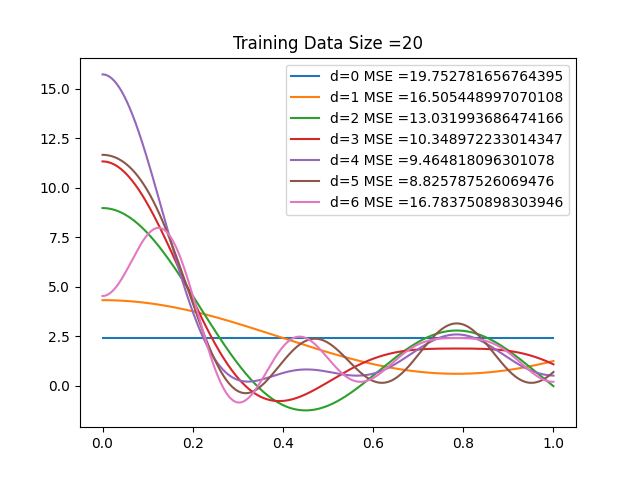 Training Data Size =20
d=0 MSE =19.752781656764395
d=1 MSE =16.505448997070108
d=2 MSE =13.031993686474166
d=3 MSE =10.348972233014347
d=4 MSE =9.464818096301078
d=5 MSE =8.825787526069476
d=6 MSE =16.783750898303946
15.0
12.5
10.0
7.5
5.0
2.5
0.0
0.0 0.2 0.4 0.6 0.8 1.0